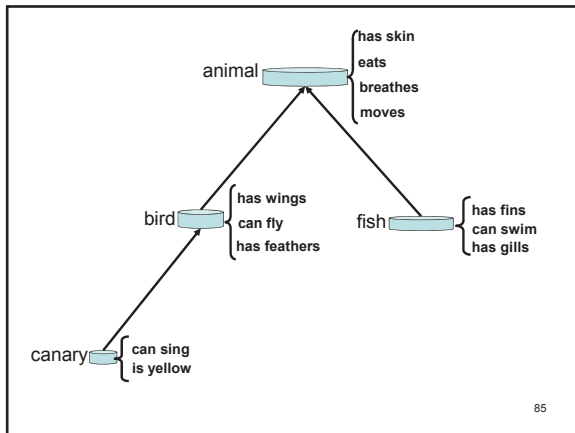 animal
has skin
eats
breathes
moves
bird
has wings
can fly
has feathers
fish
has fins
can swim
has gills
canary
can sing
is yellow
85